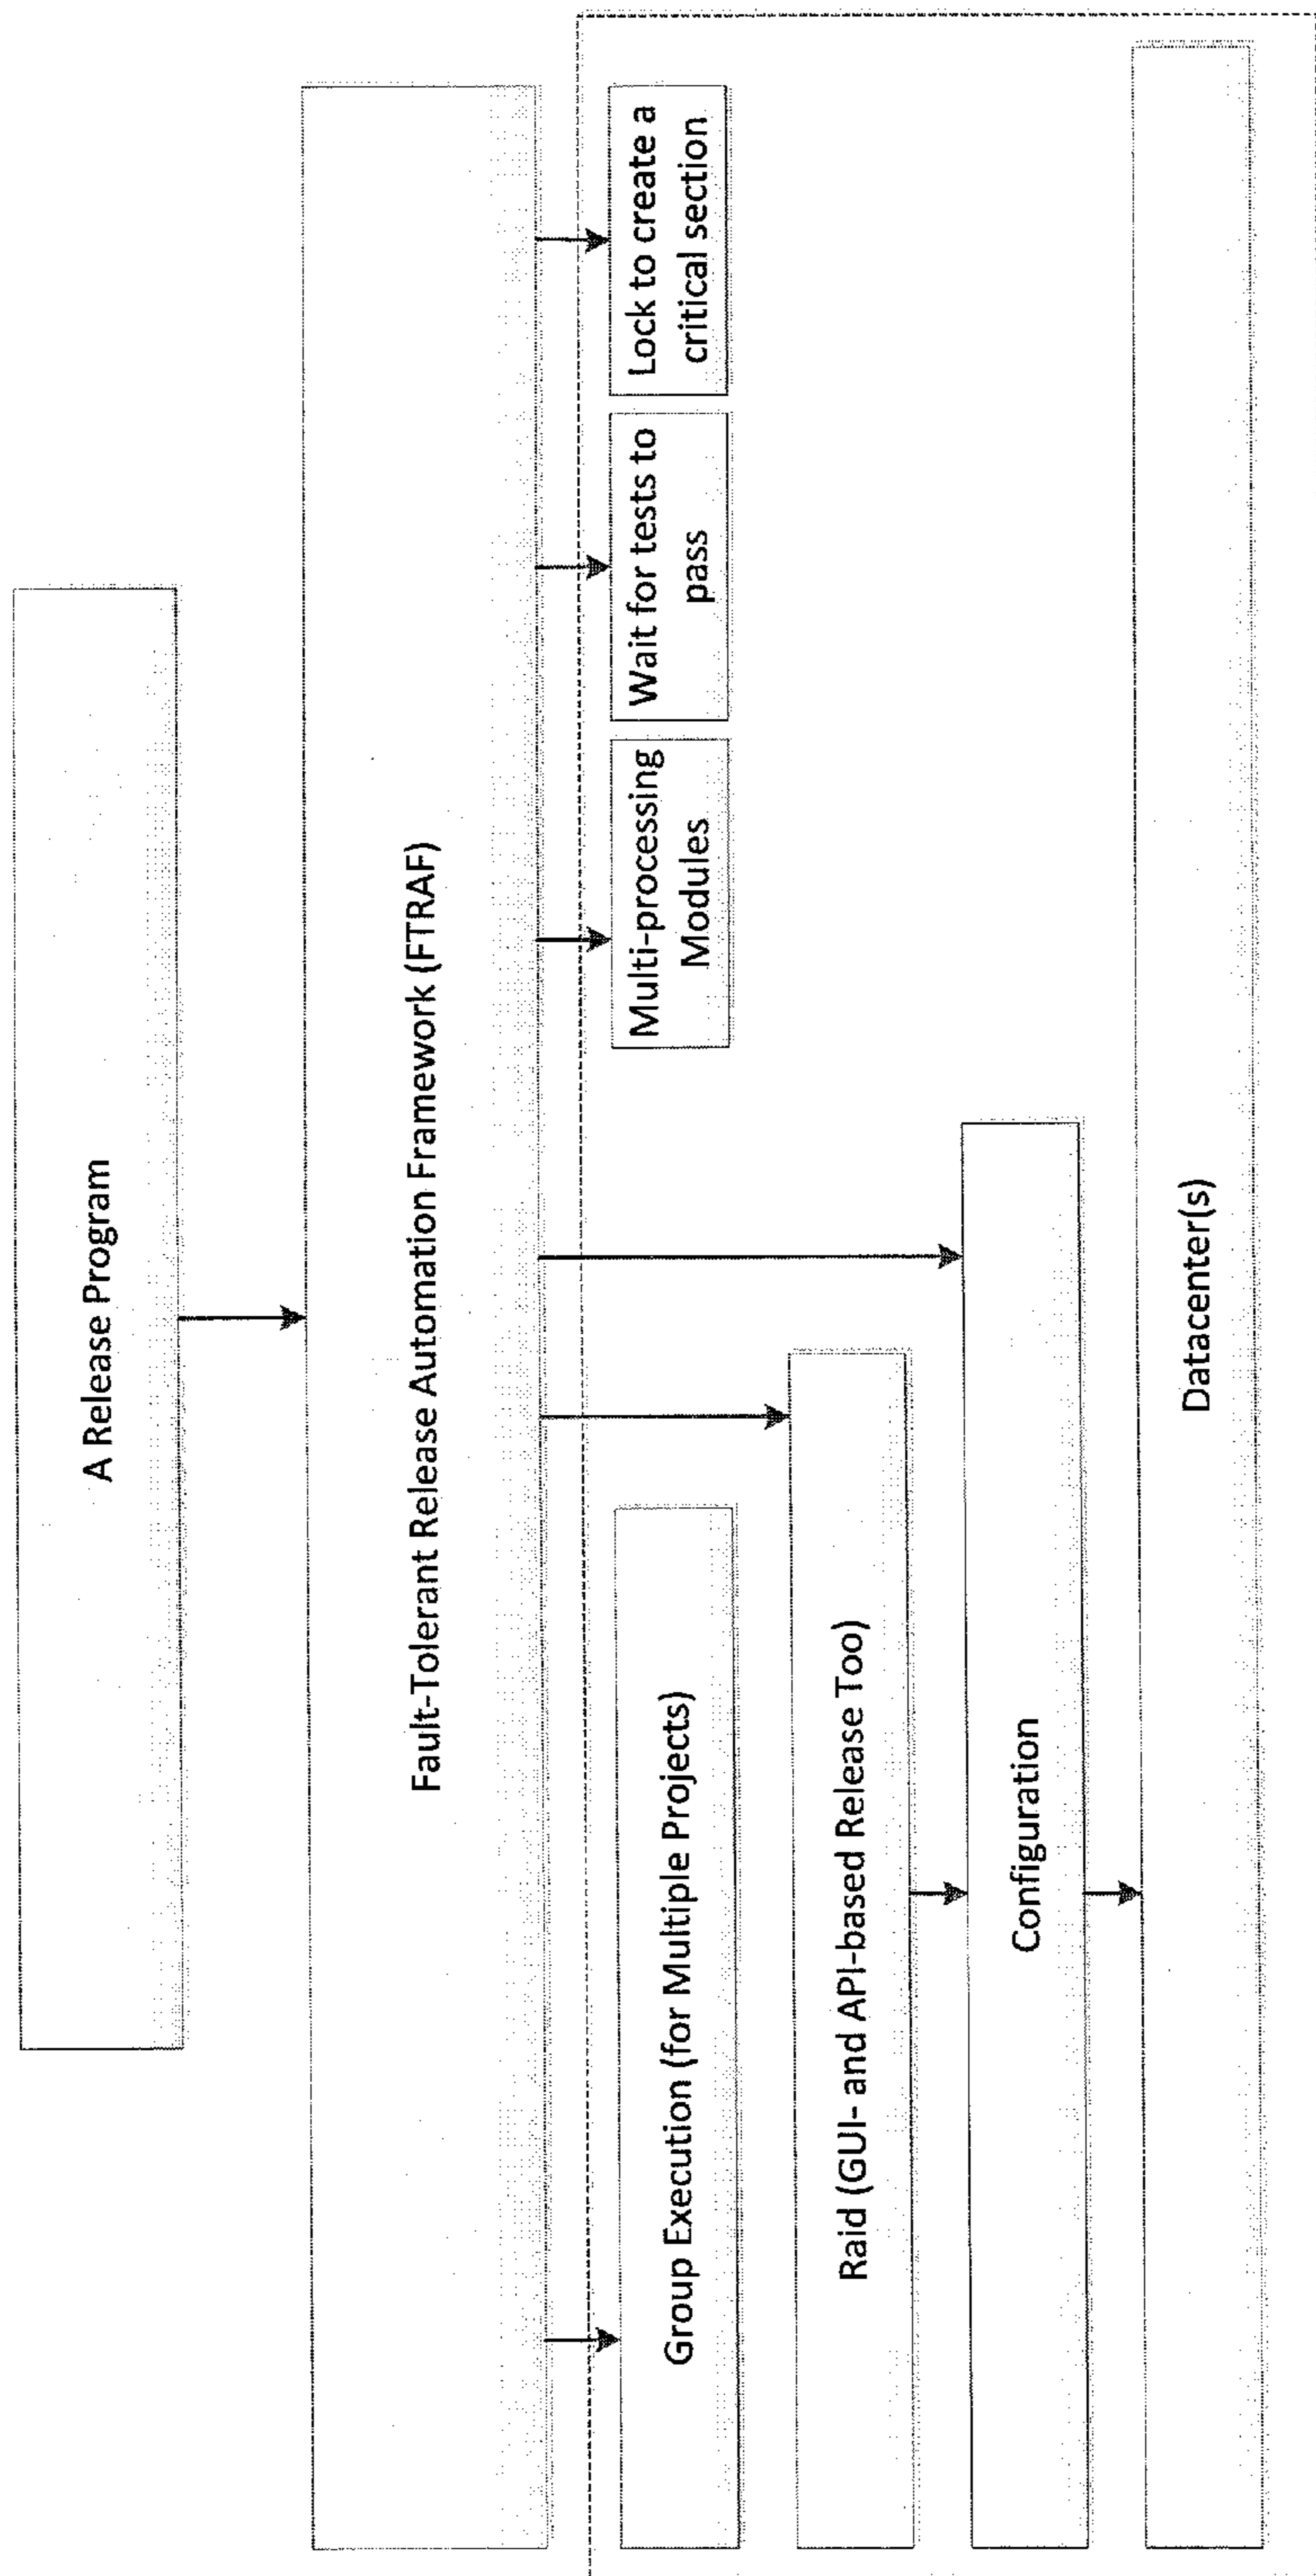 A Release Program
Fault-Tolerant Release Automation Framework (FTRAF)
Group Execution (for Multiple Projects)
Multi-processing
Modules
Wait for tests to
pass
Lock to create a
critical section
Raid (GUI- and API-based Release Too)
Configuration
Datacenter(s)